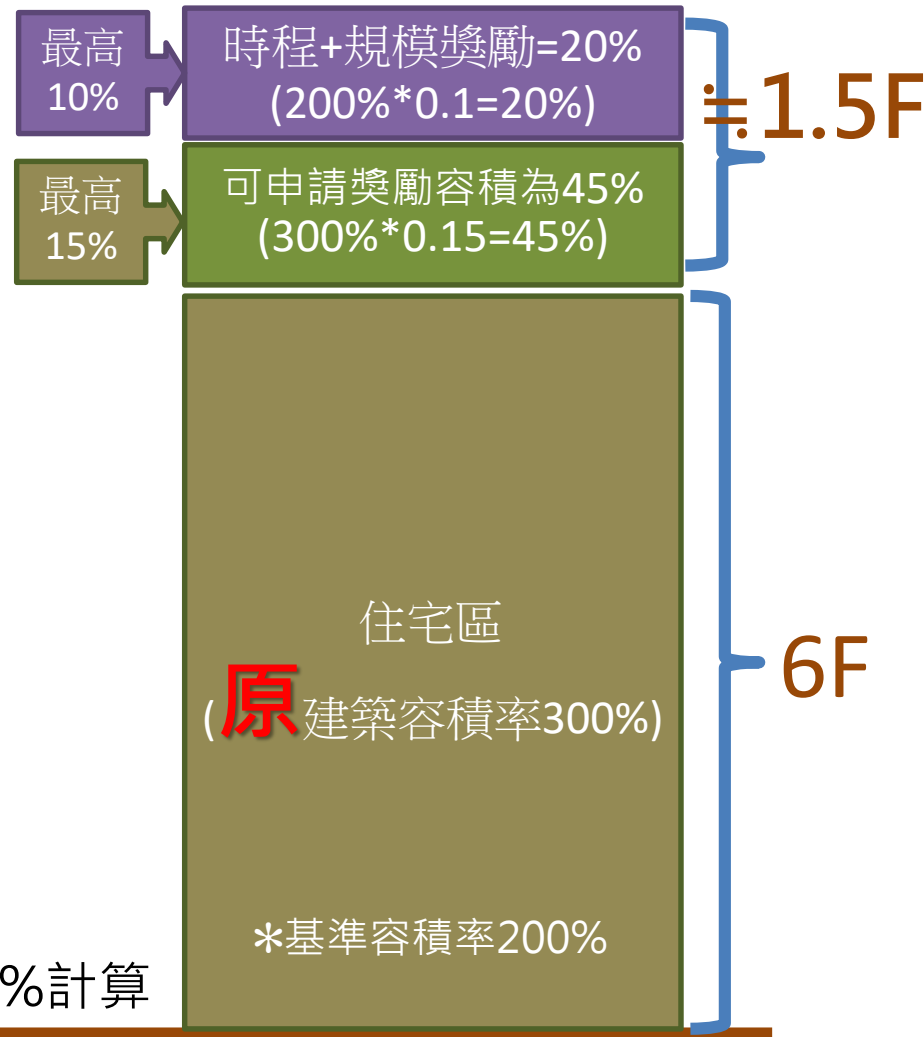 最高
10%
時程+規模獎勵=20%
(200%*0.1=20%)
≒1.5F
最高
15%
可申請獎勵容積為45%
(300%*0.15=45%)
住宅區
(原建築容積率300%)
6F
*基準容積率200%
%計算